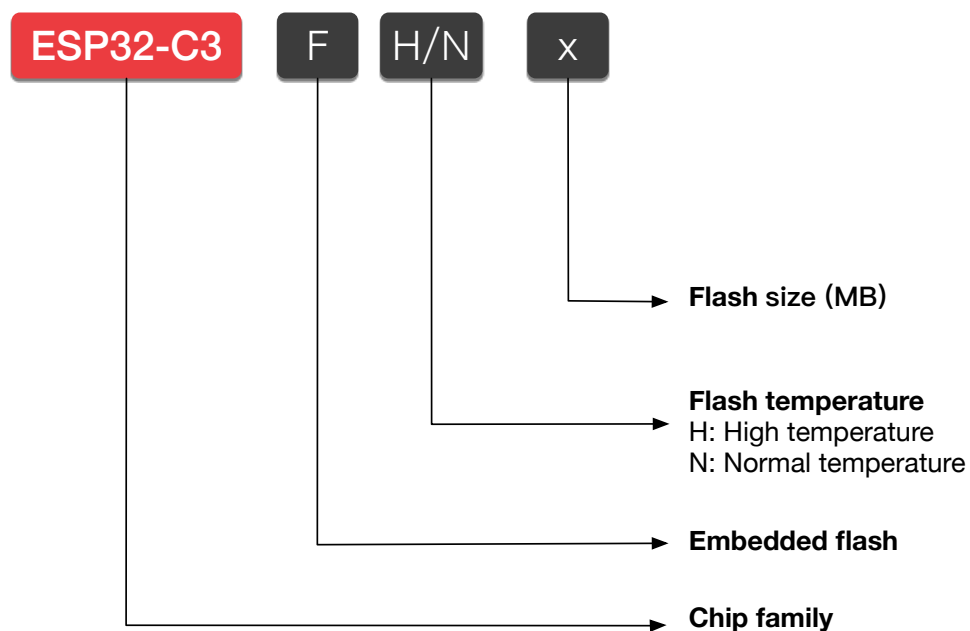 ESP32-C3 F H/N x
Flash size (MB)
Flash temperature
H: High temperature
N: Normal temperature
Embedded flash
Chip family